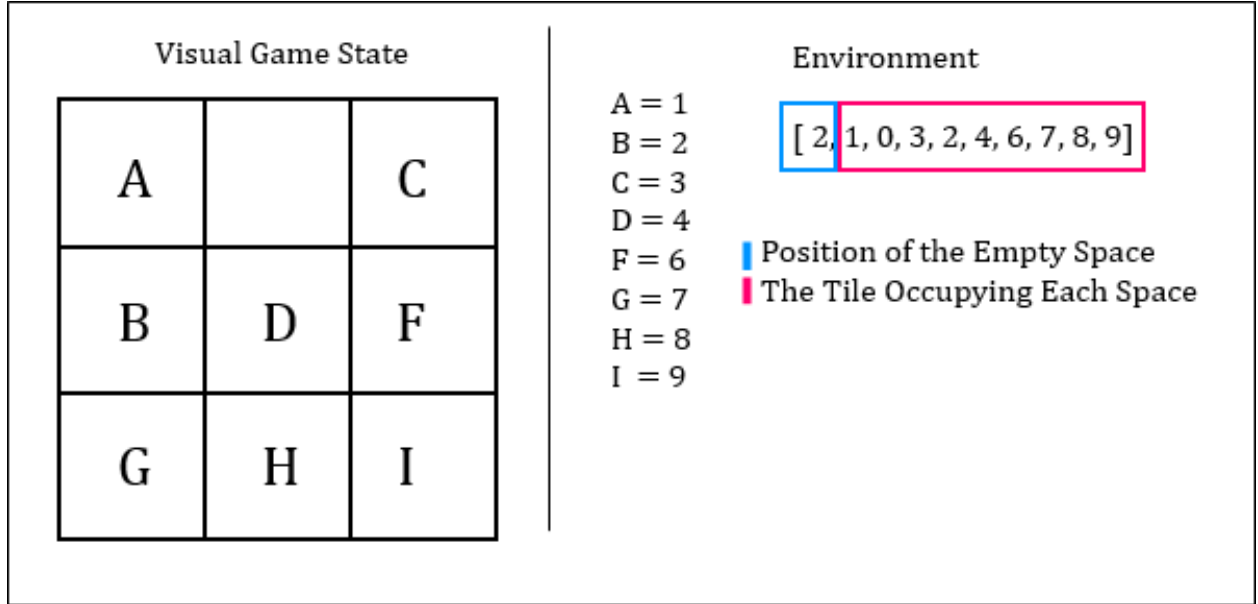 Visual Game State
A C
B D F
G H I
A = 1
B = 2
C = 3
D = 4
F = 6
G = 7
H = 8
I = 9
Environment
[ 2, 1, 0, 3, 2, 4, 6, 7, 8, 9]
Position of the Empty Space
The Tile Occupying Each Space